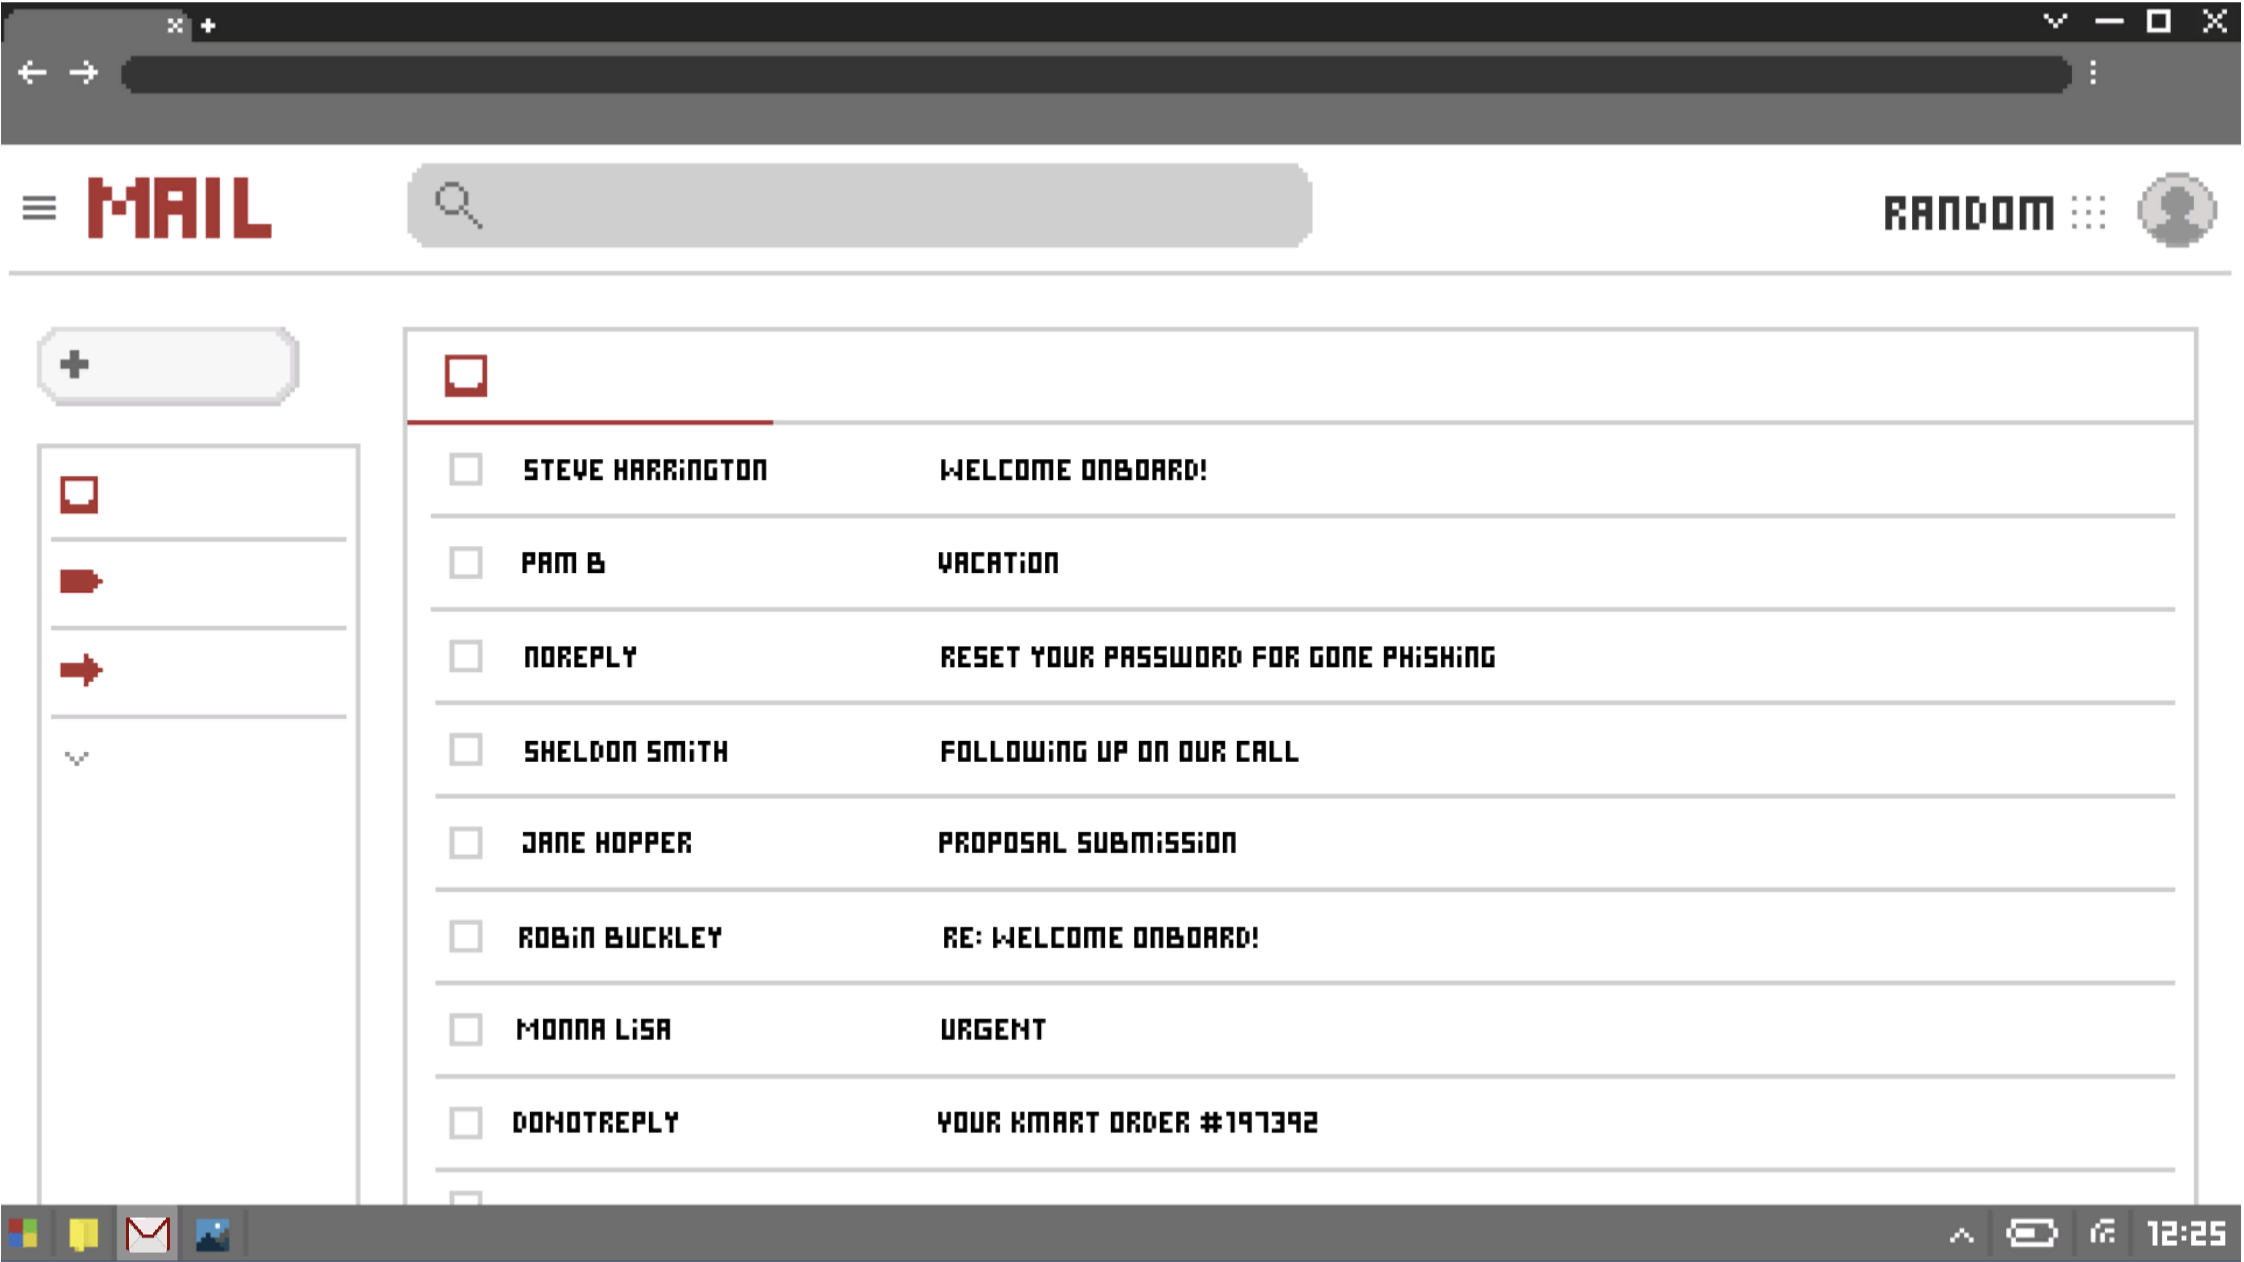 MAIL
RANDOM
STEVE HARRiNGTON WELCOME ONBOARD!
PAM B VACATiON
NOREPLY RESET YOUR PASSWORD FOR GONE PHiSHiNG
SHELDON SMiTH FOLLOWiNG UP ON OUR CALL
JANE HOPPER PROPOSAL SUBMiSSiON
ROBiN BUCKLEY RE: WELCOME ONBOARD!
MONNA LiSA URGENT
DONOTREPLY YOUR KMART ORDER #197392
12:25